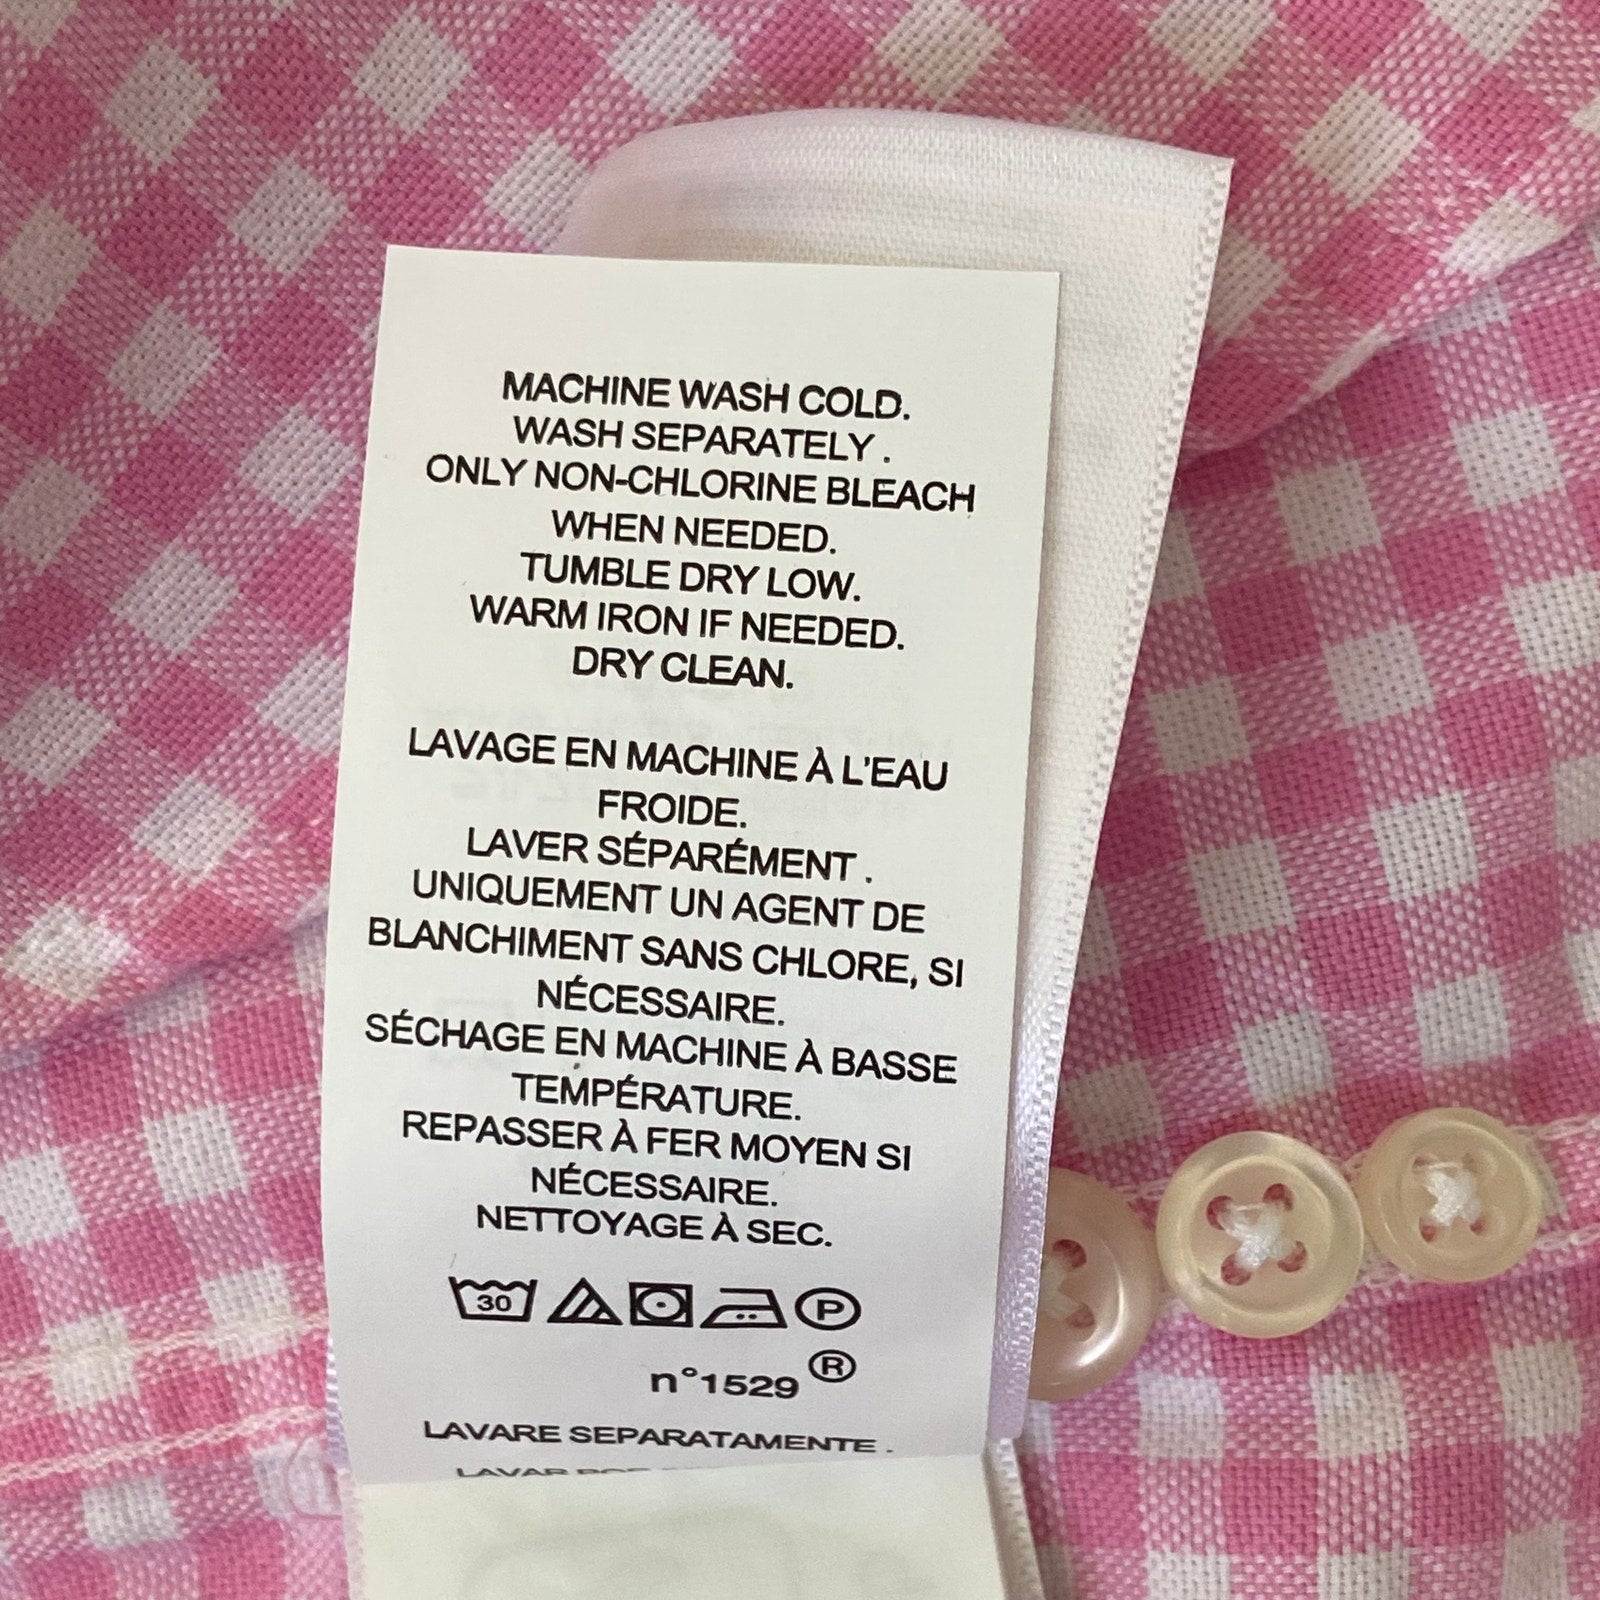 MACHINE WASH COLD.
WASH SEPARATELY .
ONLY NON-CHLORINE BLEACH
WHEN NEEDED.
TUMBLE DRY LOW.
WARM IRON IF NEEDED.
DRY CLEAN.
LAVAGE EN MACHINE À L'EAU
FROIDE.
LAVER SÉPARÉMENT .
UNIQUEMENT UN AGENT DE
BLANCHIMENT SANS CHLORE, SI
NÉCESSAIRE.
SÉCHAGE EN MACHINE À BASSE
TEMPÉRATURE.
REPASSER À FER MOYEN SI
NÉCESSAIRE.
NETTOYAGE À SEC.
30 P
n°1529 ®
LAVARE SEPARATAMENTE .
LAVAR POR